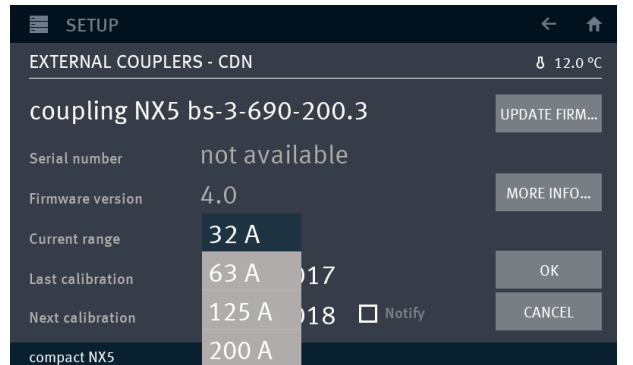 SETUP
EXTERNAL COUPLERS - CDN
12.0 °C
coupling NX5 bs-3-690-200.3
UPDATE FIRM...
Serial number not available
Firmware version 4.0
MORE INFO...
Current range 32 A
Last calibration 63 A 017
OK
Next calibration 125 A 018 Notify
CANCEL
200 A
compact NX5